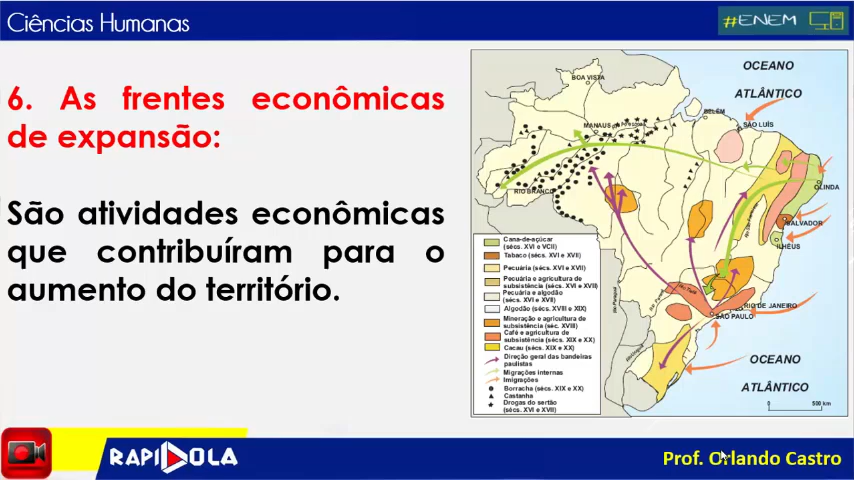 Ciências Humanas
#ENEM
6. As frentes econômicas
de expansão:
São atividades econômicas
que contribuíram para o
aumento do território.
OCEANO
ATLÂNTICO
BOA VISTA
BELÉM
MANAUS
SÃO LUÍS
RIO BRANCO
OLINDA
SALVADOR
ILHÉUS
RIO DE JANEIRO
SÃO PAULO
OCEANO
ATLÂNTICO
0 500 km
Cana-de-açúcar
(sécs. XVI e VCII)
Tabaco (sécs. XVI e XVII)
Pecuária (sécs. XVI e XVII)
Pecuária e agricultura de
subsistência (sécs. XVI e XVII)
Pecuária e algodão
(sécs. XVI e XVII)
Algodão (sécs. XVIII e XIX)
Mineração e agricultura de
subsistência (séc. XVIII)
Café e agricultura de
subsistência (sécs. XIX e XX)
Cacau (sécs. XIX e XX)
Direção geral das bandeiras
paulistas
Migrações internas
Imigrações
Borracha (sécs. XIX e XX)
Castanha
Drogas do sertão
(sécs. XVI e XVII)
RAPIDOLA
Prof. Orlando Castro